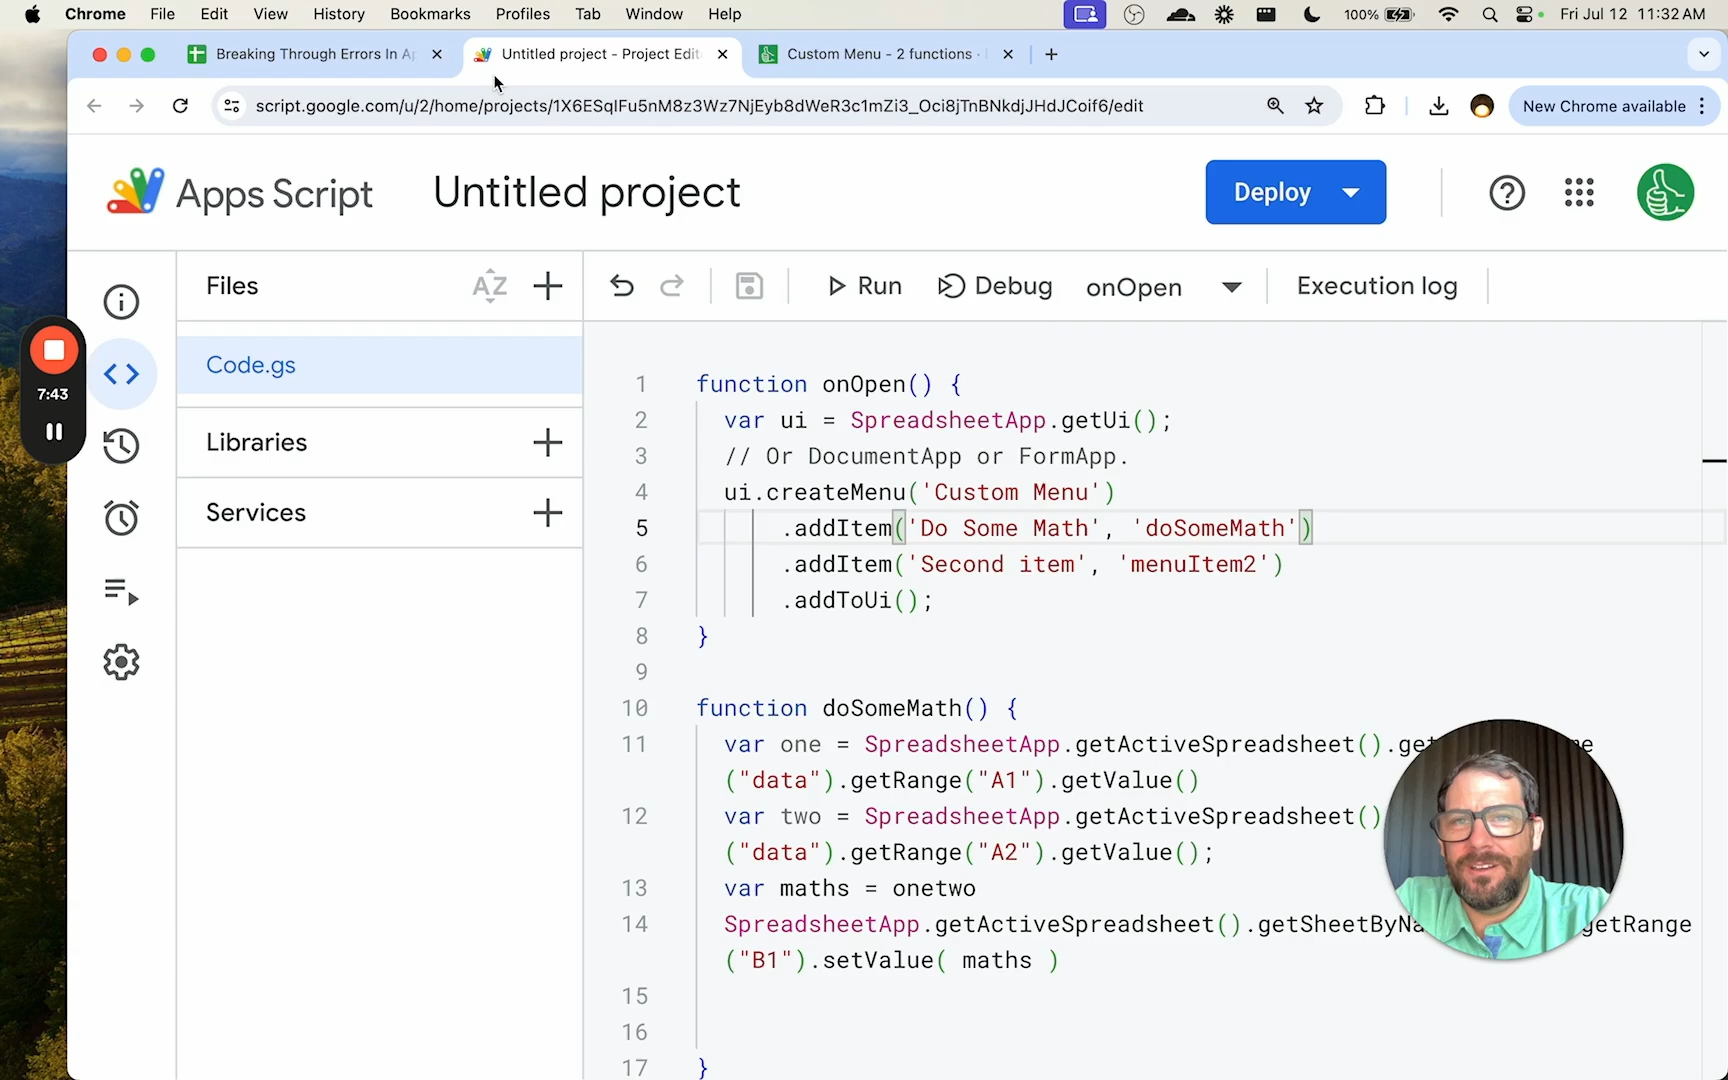 Chrome File Edit View History Bookmarks Profiles Tab Window Help 100% Fri Jul 12 11:32 AM
Breaking Through Errors In Ap Untitled project - Project Edit Custom Menu - 2 functions ·
script.google.com/u/2/home/projects/1X6ESqIFu5nM8z3Wz7NjEyb8dWeR3c1mZi3_Oci8jTnBNkdjJHdJCoif6/edit New Chrome available
Apps Script Untitled project Deploy
Files AZ Run Debug onOpen Execution log
Code.gs
Libraries
Services
7:43
1 function onOpen() {
2 var ui = SpreadsheetApp.getUi();
3 // Or DocumentApp or FormApp.
4 ui.createMenu('Custom Menu')
5 .addItem('Do Some Math', 'doSomeMath')
6 .addItem('Second item', 'menuItem2')
7 .addToUi();
8 }
9
10 function doSomeMath() {
11 var one = SpreadsheetApp.getActiveSpreadsheet().ge
("data").getRange("A1").getValue()
12 var two = SpreadsheetApp.getActiveSpreadsheet()
("data").getRange("A2").getValue();
13 var maths = onetwo
14 SpreadsheetApp.getActiveSpreadsheet().getSheetByNa getRange
("B1").setValue( maths )
15
16
17 }